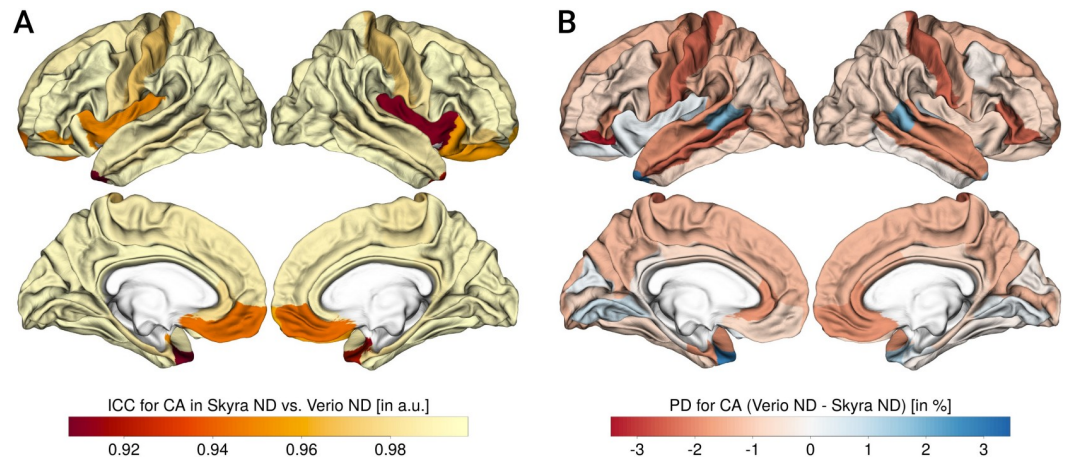 A
B
ICC for CA in Skyra ND vs. Verio ND [in a.u.]
0.92 0.94 0.96 0.98
PD for CA (Verio ND - Skyra ND) [in %]
-3 -2 -1 0 1 2 3